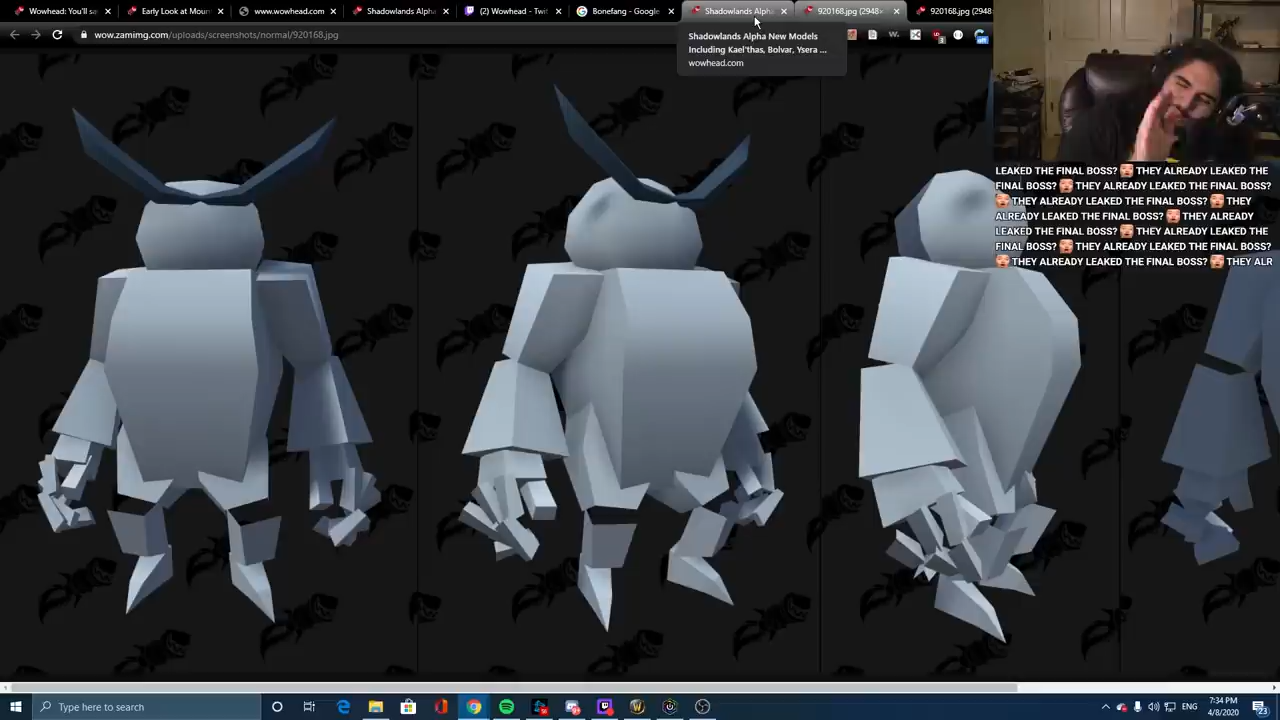 Wowhead: You'll sa
Early Look at Moun
www.wowhead.com
Shadowlands Alpha
(2) Wowhead - Twit
Bonefang - Google
Shadowlands Alpha
920168.jpg (2948×
920168.jpg (2948
wow.zamimg.com/uploads/screenshots/normal/920168.jpg
Shadowlands Alpha New Models
Including Kael'thas, Bolvar, Ysera ...
wowhead.com
LEAKED THE FINAL BOSS? THEY ALREADY LEAKED THE
FINAL BOSS? THEY ALREADY LEAKED THE FINAL BOSS?
THEY ALREADY LEAKED THE FINAL BOSS? THEY
ALREADY LEAKED THE FINAL BOSS? THEY ALREADY
LEAKED THE FINAL BOSS? THEY ALREADY LEAKED THE
FINAL BOSS? THEY ALREADY LEAKED THE FINAL BOSS?
THEY ALREADY LEAKED THE FINAL BOSS? THEY ALR
Type here to search
ENG
7:34 PM
4/8/2020
23